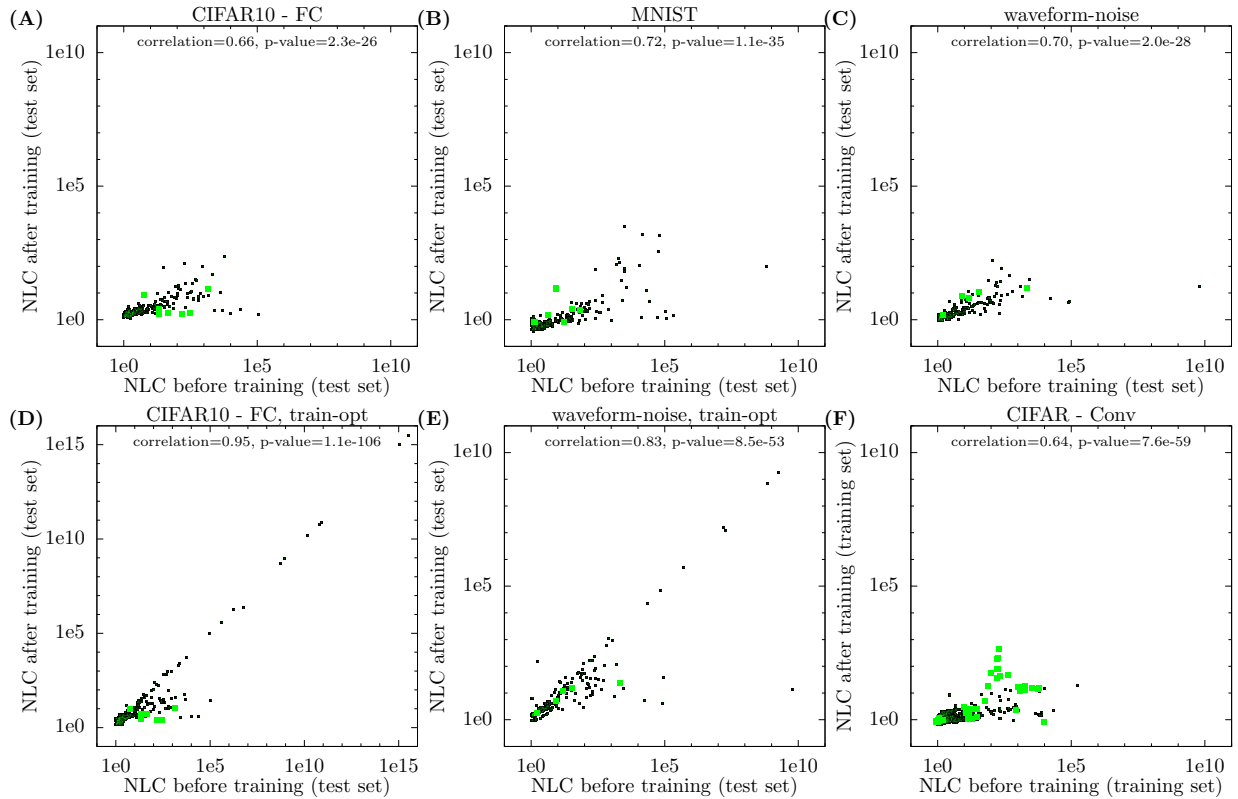 (A)
CIFAR10 - FC
correlation=0.66, p-value=2.3e-26
1e10
1e5
1e0
NLC after training (test set)
1e0
1e5
1e10
NLC before training (test set)
(B)
MNIST
correlation=0.72, p-value=1.1e-35
1e10
1e5
1e0
NLC after training (test set)
1e0
1e5
1e10
NLC before training (test set)
(C)
waveform-noise
correlation=0.70, p-value=2.0e-28
1e10
1e5
1e0
NLC after training (test set)
1e0
1e5
1e10
NLC before training (test set)
(D)
CIFAR10 - FC, train-opt
correlation=0.95, p-value=1.1e-106
1e15
1e10
1e5
1e0
NLC after training (test set)
1e0
1e5
1e10
1e15
NLC before training (test set)
(E)
waveform-noise, train-opt
correlation=0.83, p-value=8.5e-53
1e10
1e5
1e0
NLC after training (test set)
1e0
1e5
1e10
NLC before training (test set)
(F)
CIFAR - Conv
correlation=0.64, p-value=7.6e-59
1e10
1e5
1e0
NLC after training (training set)
1e0
1e5
1e10
NLC before training (training set)